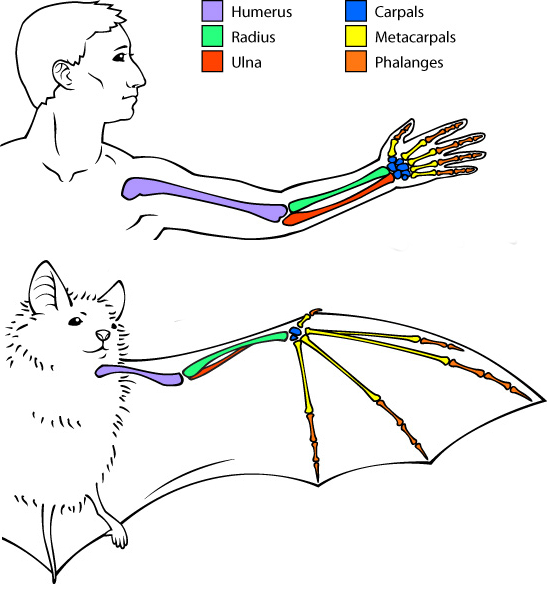 Humerus
Radius
Ulna
Carpals
Metacarpals
Phalanges